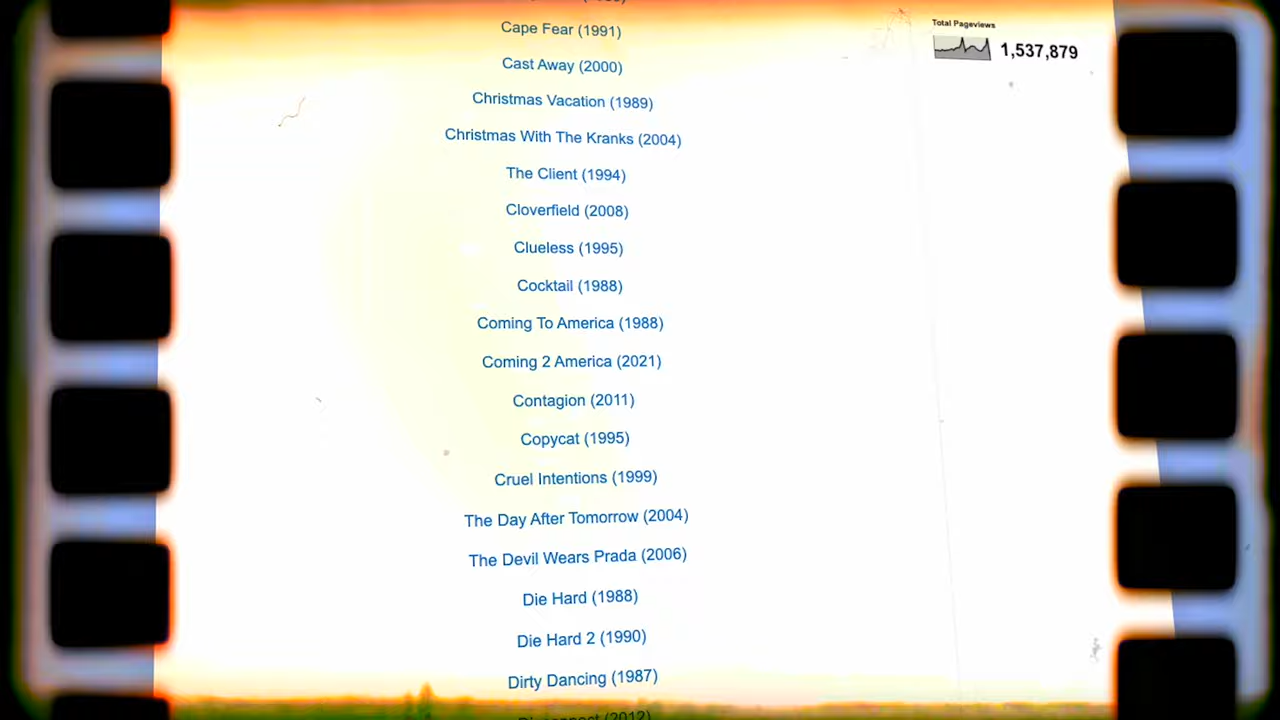 Cape Fear (1991)
Cast Away (2000)
Christmas Vacation (1989)
Christmas With The Kranks (2004)
The Client (1994)
Cloverfield (2008)
Clueless (1995)
Cocktail (1988)
Coming To America (1988)
Coming 2 America (2021)
Contagion (2011)
Copycat (1995)
Cruel Intentions (1999)
The Day After Tomorrow (2004)
The Devil Wears Prada (2006)
Die Hard (1988)
Die Hard 2 (1990)
Dirty Dancing (1987)
(2012)
Total Pageviews
1,537,879